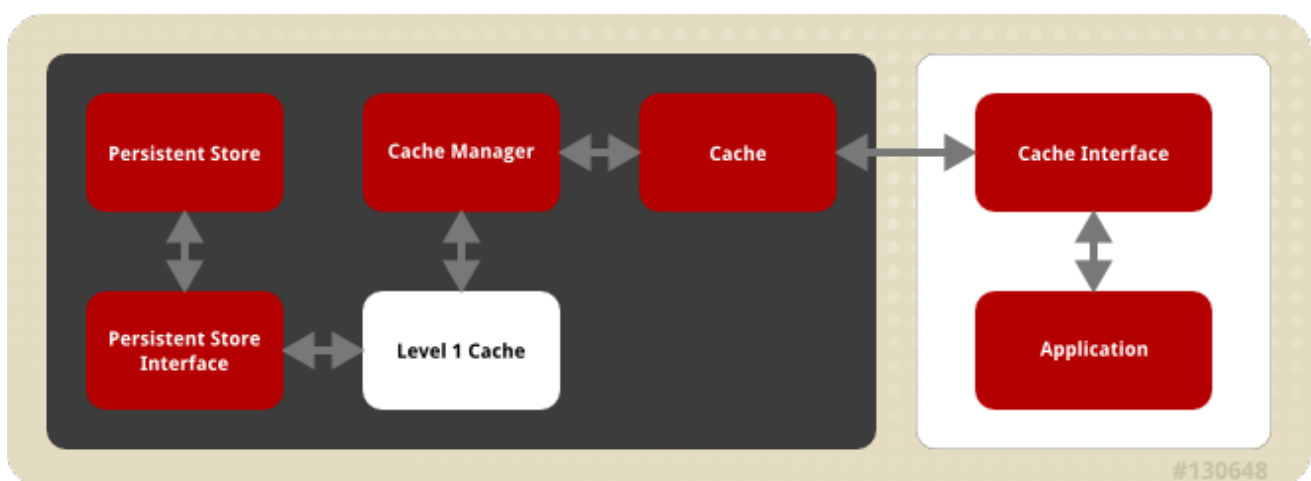 Persistent Store
Cache Manager
Cache
Cache Interface
Persistent Store
Interface
Level 1 Cache
Application
#130648